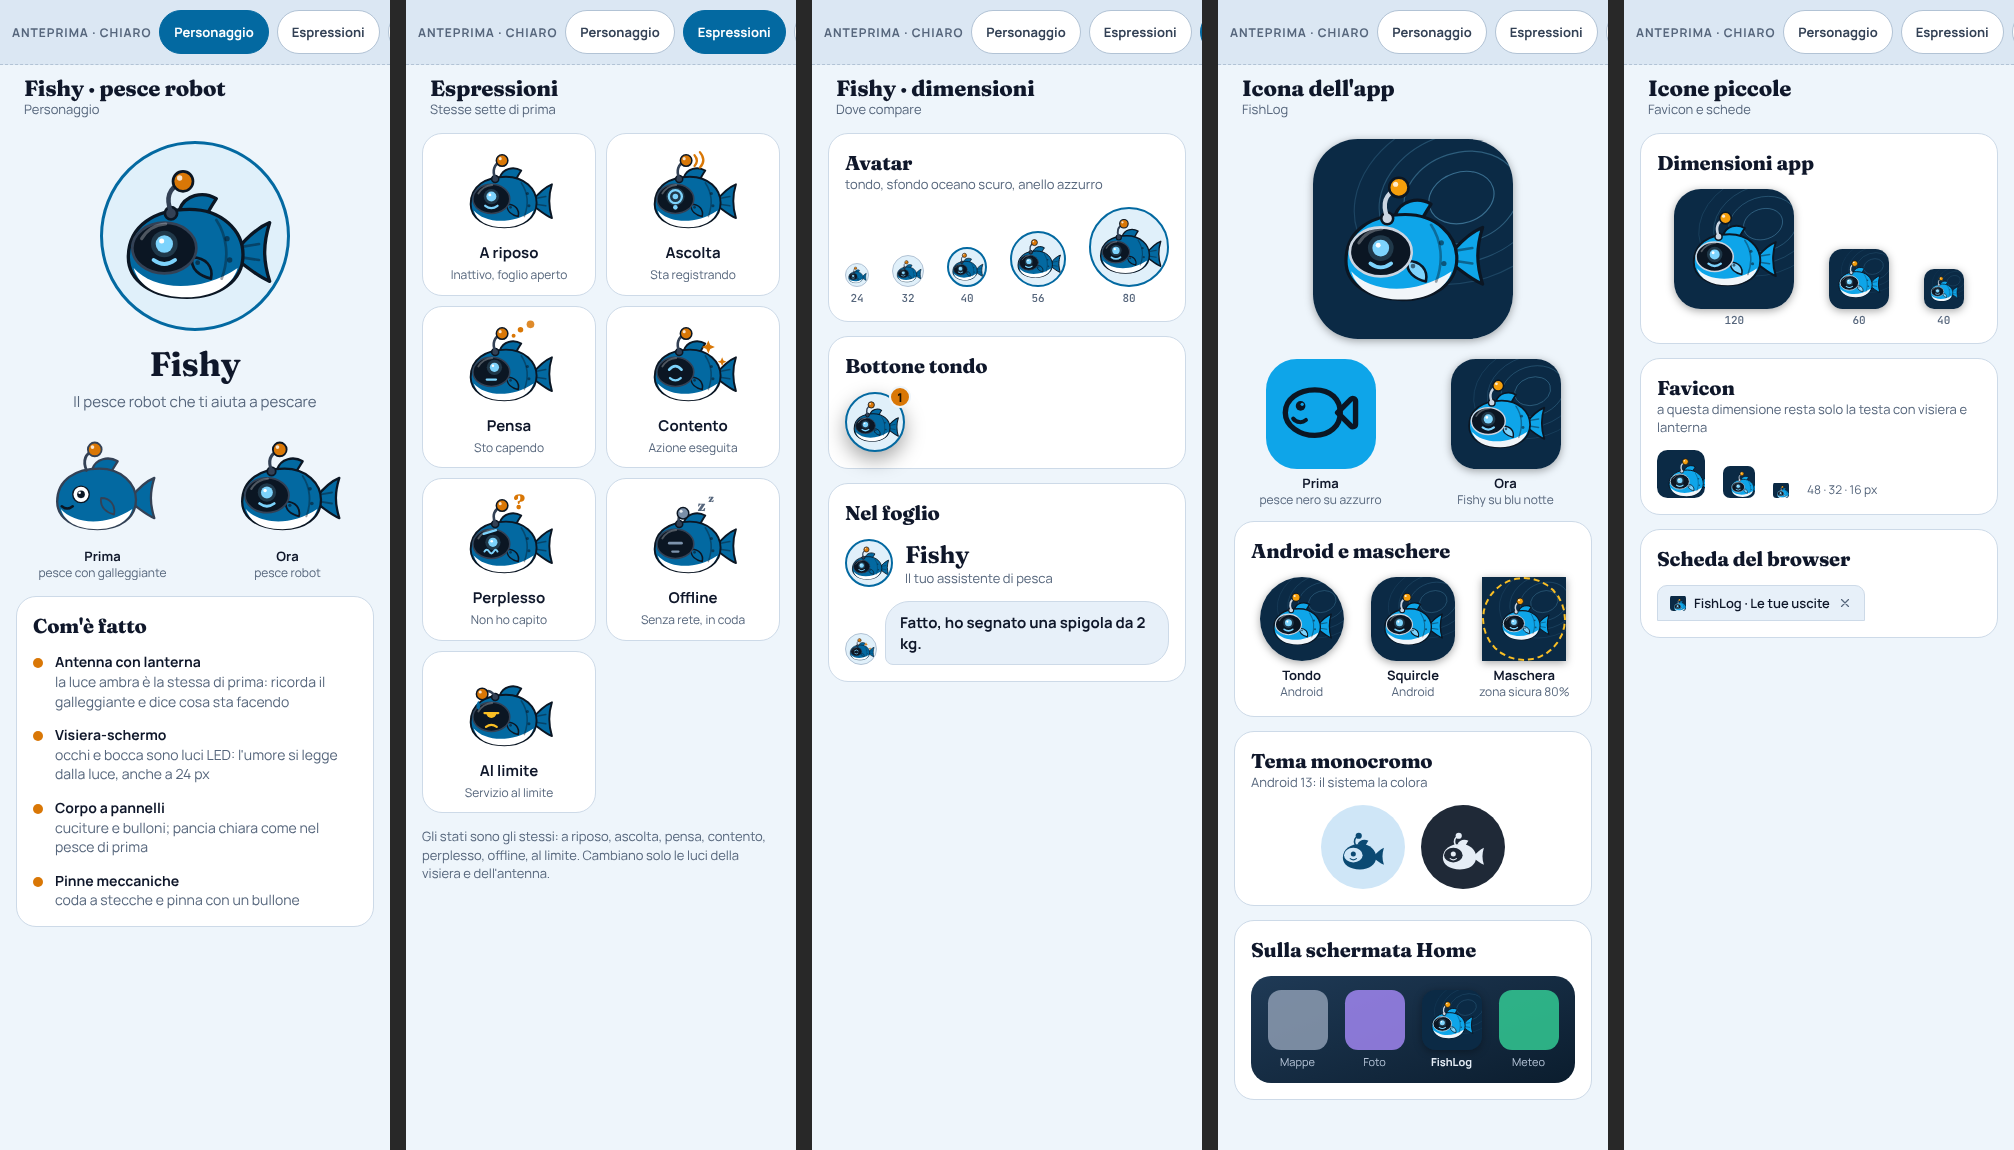 ANTEPRIMA · CHIARO
Personaggio
Espressioni
Fishy · pesce robot
Personaggio
Fishy
Il pesce robot che ti aiuta a pescare
Prima
pesce con galleggiante
Ora
pesce robot
Com'è fatto
Antenna con lanterna
la luce ambra è la stessa di prima: ricorda il
galleggiante e dice cosa sta facendo
Visiera-schermo
occhi e bocca sono luci LED: l'umore si legge
dalla luce, anche a 24 px
Corpo a pannelli
cuciture e bulloni; pancia chiara come nel
pesce di prima
Pinne meccaniche
coda a stecche e pinna con un bullone
ANTEPRIMA · CHIARO
Personaggio
Espressioni
Espressioni
Stesse sette di prima
A riposo
Inattivo, foglio aperto
Ascolta
Sta registrando
Pensa
Sto capendo
Contento
Azione eseguita
?
Perplesso
Non ho capito
z
z
Offline
Senza rete, in coda
Al limite
Servizio al limite
Gli stati sono gli stessi: a riposo, ascolta, pensa, contento,
perplesso, offline, al limite. Cambiano solo le luci della
visiera e dell'antenna.
ANTEPRIMA · CHIARO
Personaggio
Espressioni
Fishy · dimensioni
Dove compare
Avatar
tondo, sfondo oceano scuro, anello azzurro
24
32
40
56
80
Bottone tondo
1
Nel foglio
Fishy
Il tuo assistente di pesca
Fatto, ho segnato una spigola da 2
kg.
ANTEPRIMA · CHIARO
Personaggio
Espressioni
Icona dell'app
FishLog
Prima
pesce nero su azzurro
Ora
Fishy su blu notte
Android e maschere
Tondo
Android
Squircle
Android
Maschera
zona sicura 80%
Tema monocromo
Android 13: il sistema la colora
Sulla schermata Home
Mappe
Foto
FishLog
Meteo
ANTEPRIMA · CHIARO
Personaggio
Espressioni
Icone piccole
Favicon e schede
Dimensioni app
120
60
40
Favicon
a questa dimensione resta solo la testa con visiera e
lanterna
48 · 32 · 16 px
Scheda del browser
FishLog · Le tue uscite ×